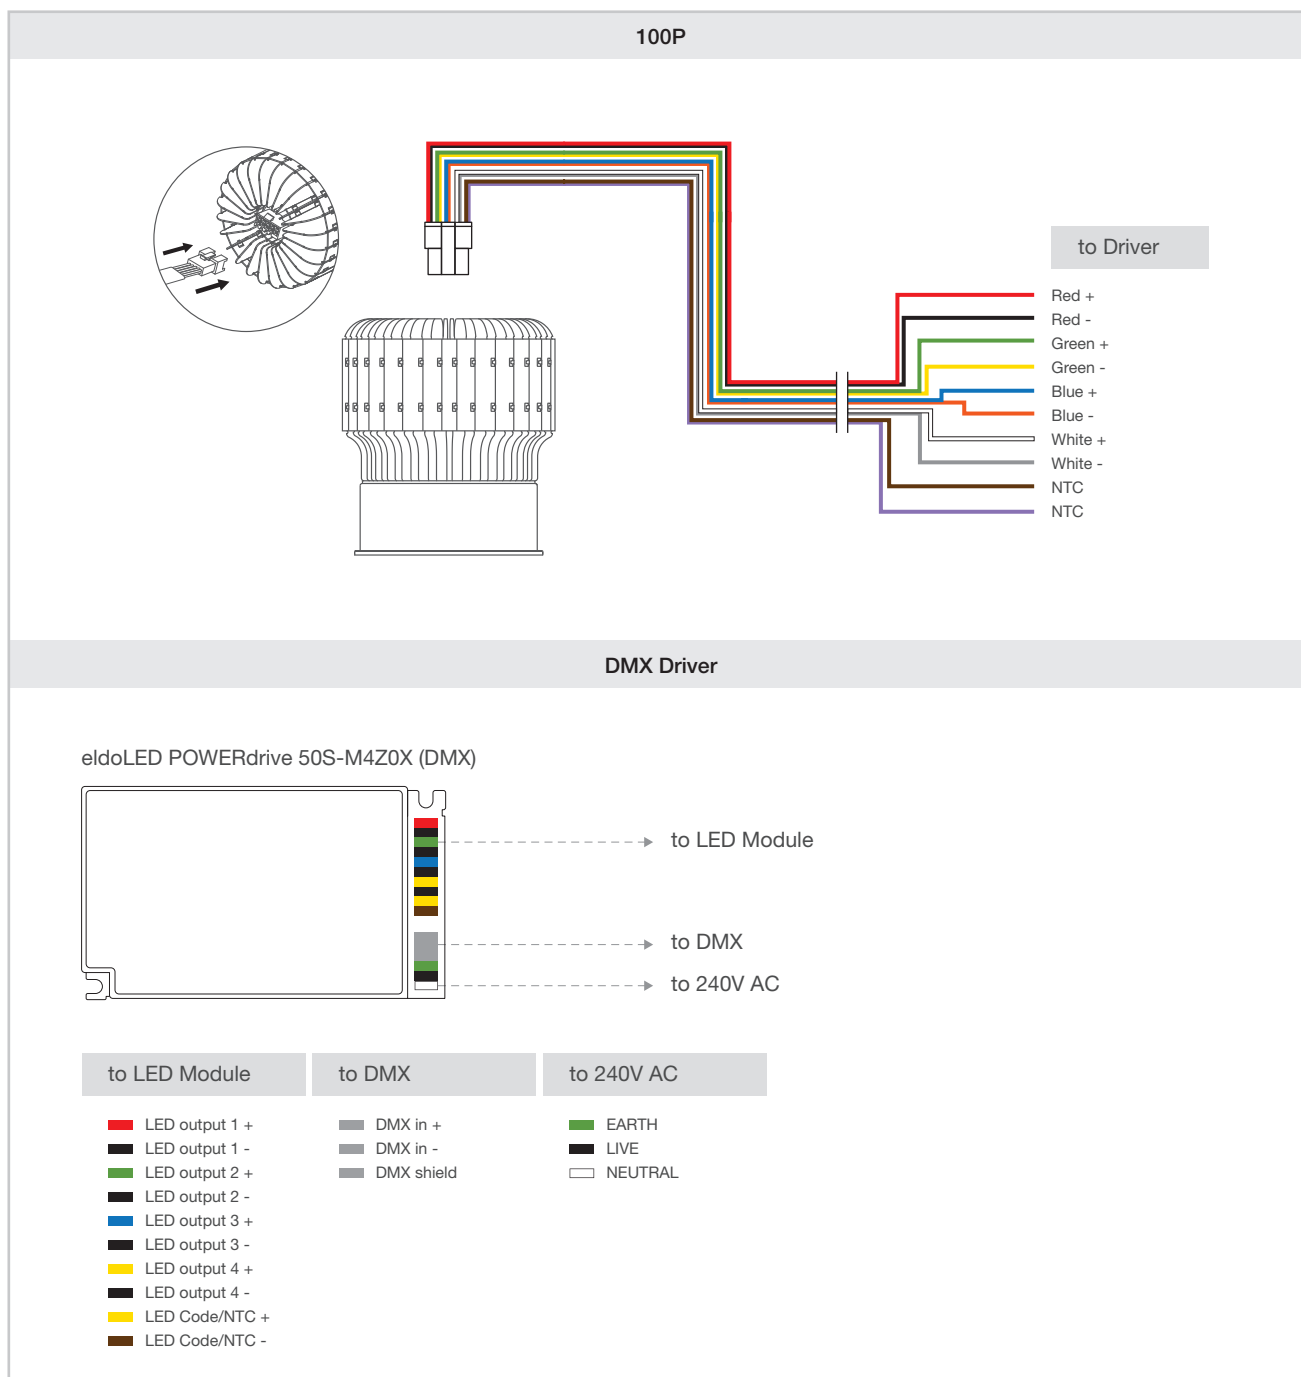 100P
to Driver
Red +
Red -
Green +
Green -
Blue +
Blue -
White +
White -
NTC
NTC
DMX Driver
eldoLED POWERdrive 50S-M4Z0X (DMX)
to LED Module
to DMX
to 240V AC
to LED Module
LED output 1 +
LED output 1 -
LED output 2 +
LED output 2 -
LED output 3 +
LED output 3 -
LED output 4 +
LED output 4 -
LED Code/NTC +
LED Code/NTC -
to DMX
DMX in +
DMX in -
DMX shield
to 240V AC
EARTH
LIVE
NEUTRAL